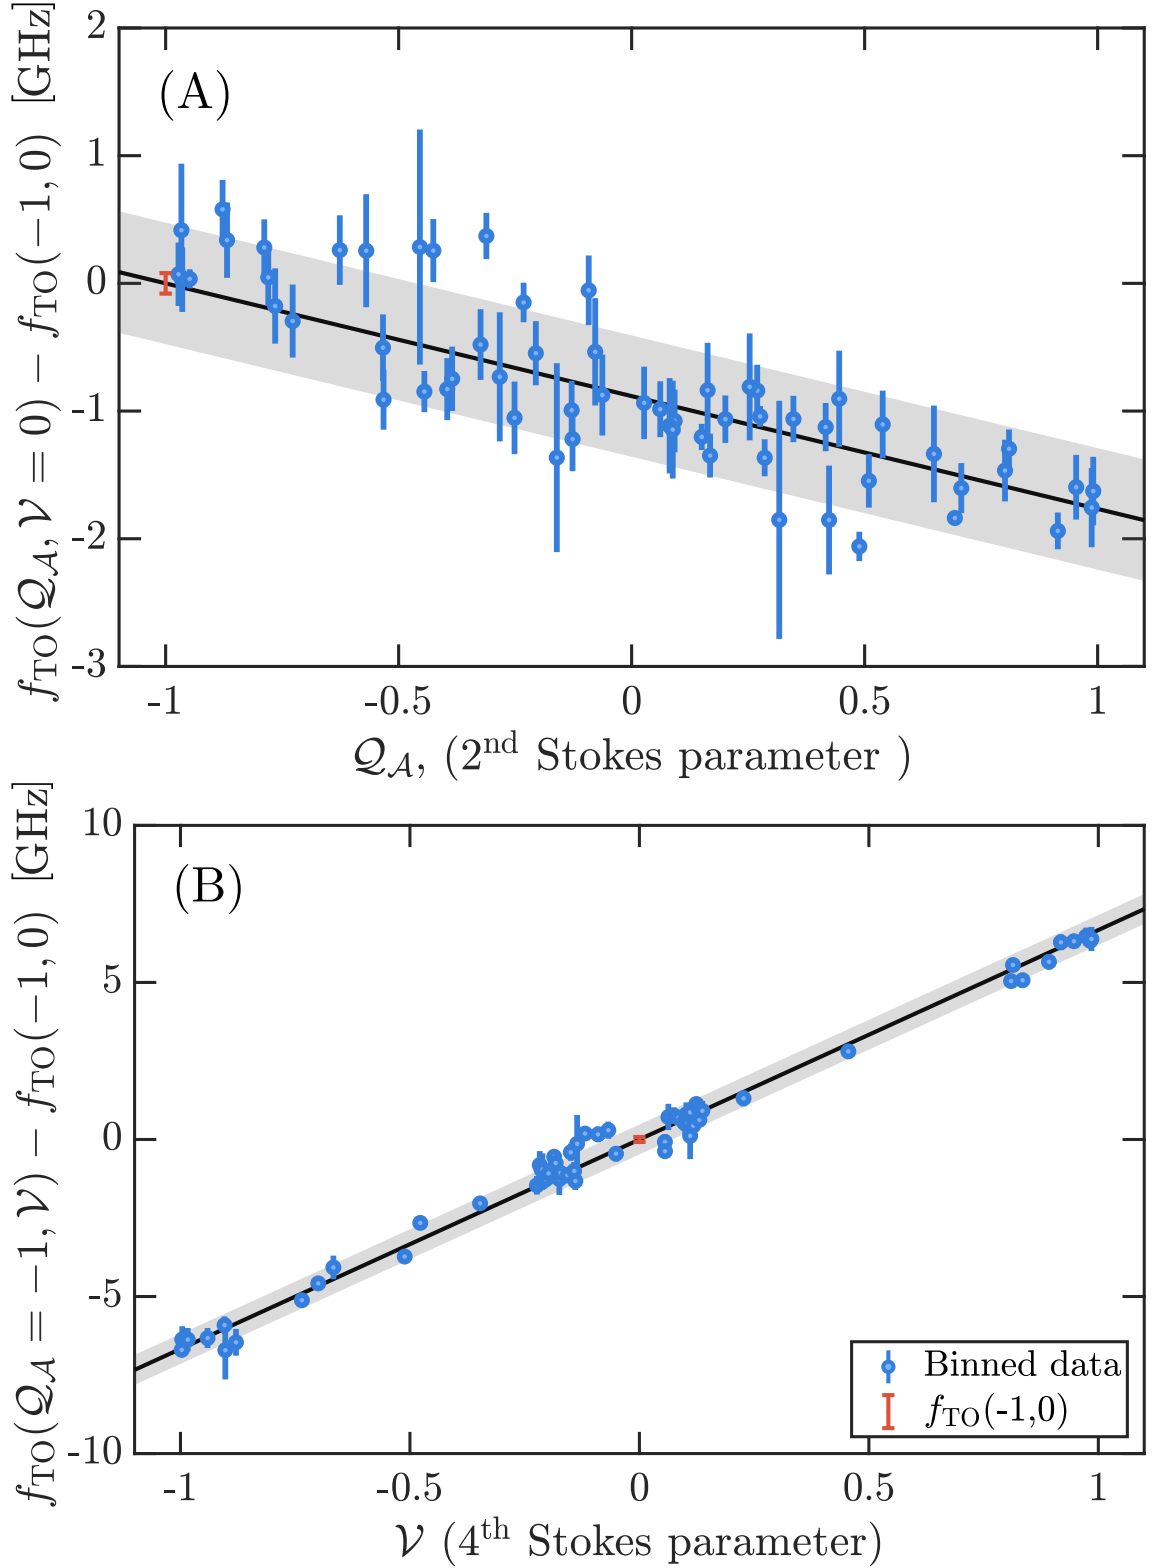 f_TO(𝒬_𝒜, 𝒱 = 0) − f_TO(−1, 0) [GHz]
(A)
2
1
0
-1
-2
-3
-1 -0.5 0 0.5 1
𝒬_𝒜, (2^nd Stokes parameter )
f_TO(𝒬_𝒜 = −1, 𝒱) − f_TO(−1, 0) [GHz]
(B)
10
5
0
-5
-10
Binned data
f_TO(-1,0)
-1 -0.5 0 0.5 1
𝒱 (4^th Stokes parameter)